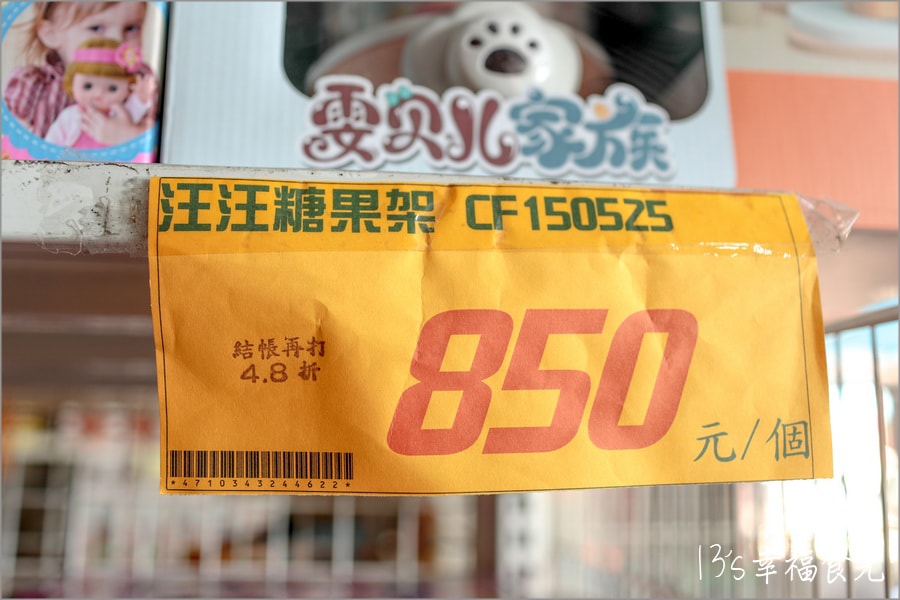 雯贝儿家族
汪汪糖果架 CF150525
結帳再打
4.8 折
850
元/個
*4710343244622*
13's幸福食光